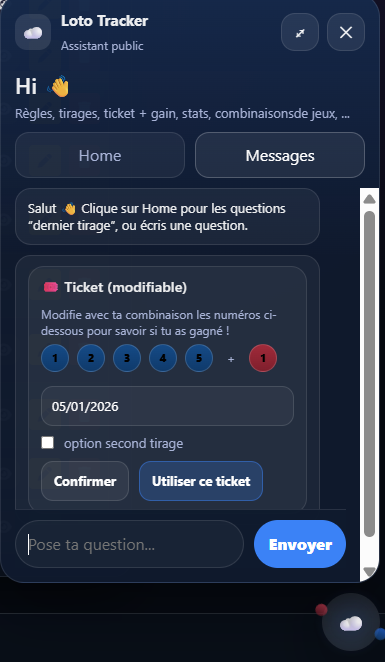 Loto Tracker
Assistant public
Hi 👋
Règles, tirages, ticket + gain, stats, combinaisonsde jeux, ...
Home
Messages
Salut 👋 Clique sur Home pour les questions
“dernier tirage”, ou écris une question.
Ticket (modifiable)
Modifie avec ta combinaison les numéros ci-
dessous pour savoir si tu as gagné !
1 2 3 4 5 + 1
05/01/2026
option second tirage
Confirmer
Utiliser ce ticket
Pose ta question...
Envoyer